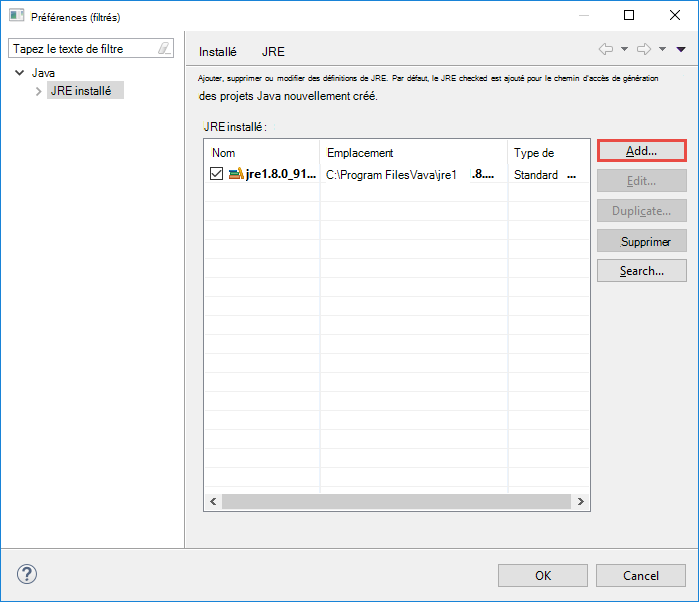 Préférences (filtrés)
Tapez le texte de filtre
Java
JRE installé
Installé JRE
Ajouter, supprimer ou modifier des définitions de JRE. Par défaut, le JRE checked est ajouté pour le chemin d'accès de génération
des projets Java nouvellement créé.
JRE installé :
Nom Emplacement Type de
jre1.8.0_91... C:\Program Files\Vava\jre1 .8.... Standard ...
Add...
Edit...
Duplicate...
Supprimer
Search...
?
OK Cancel